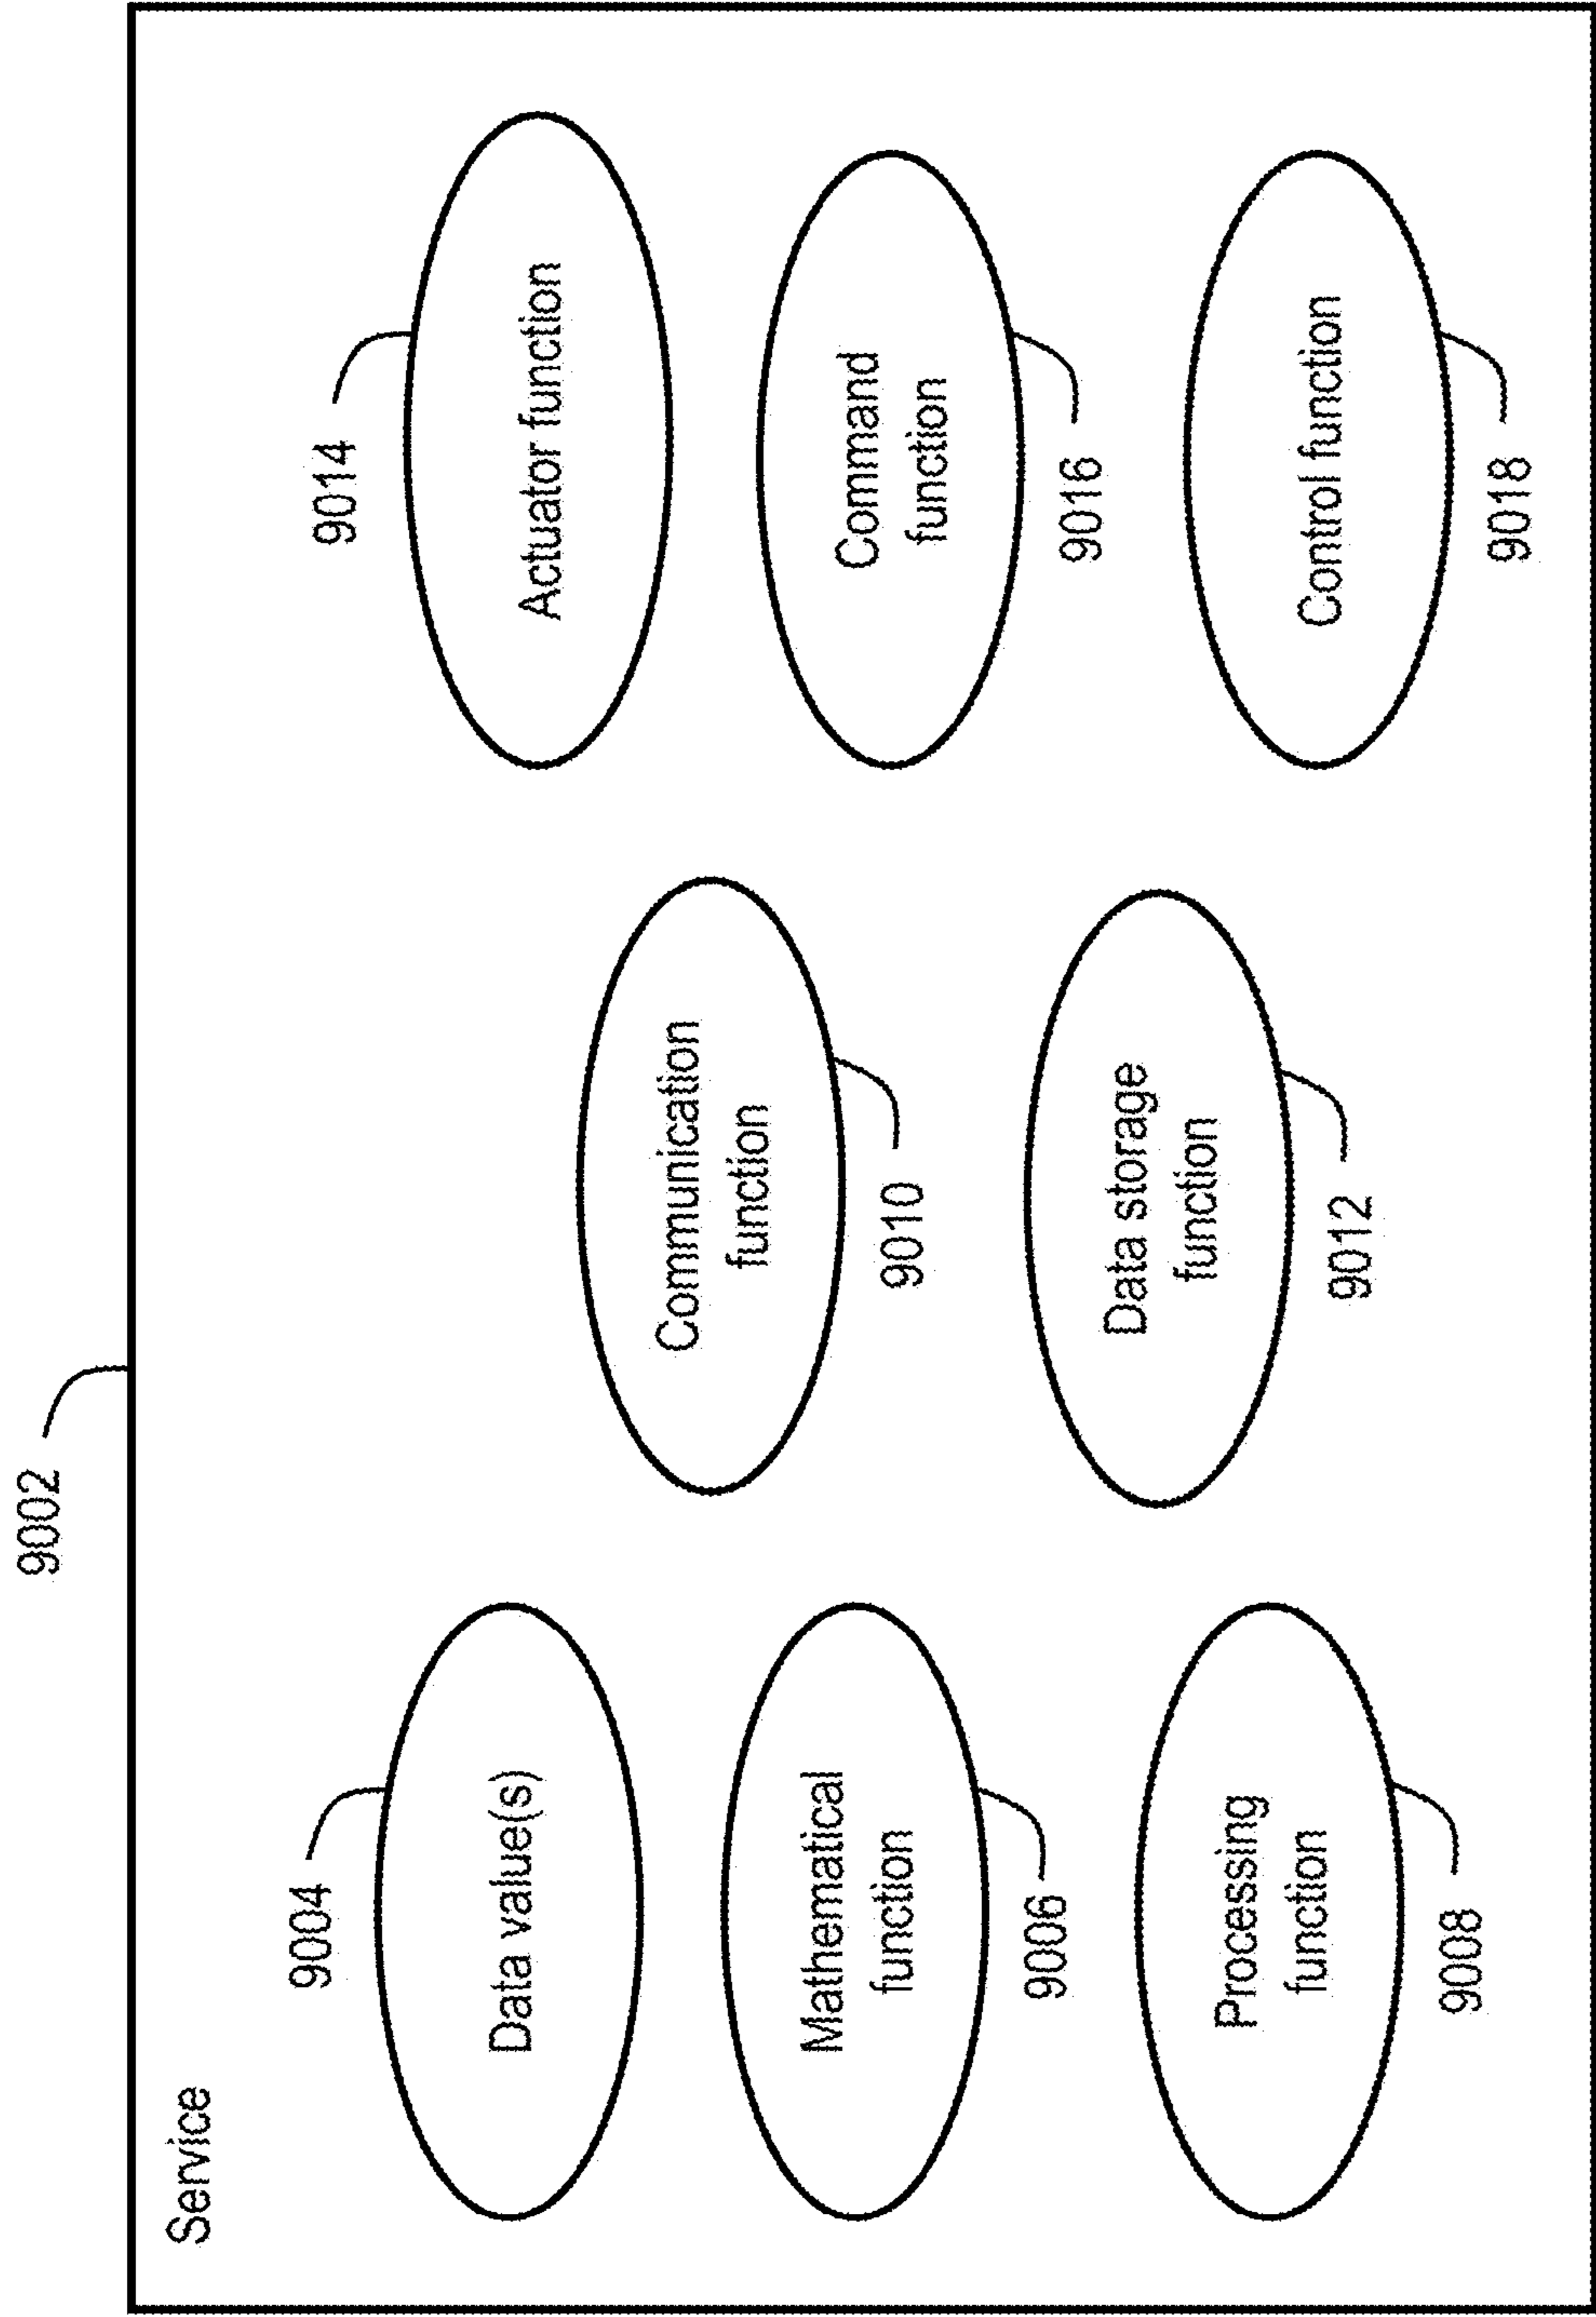 9002
Service
9004
Data value(s)
Mathematical
function
9006
Processing
function
9008
Communication
function
9010
Data storage
function
9012
9014
Actuator function
Command
function
9016
Control function
9018